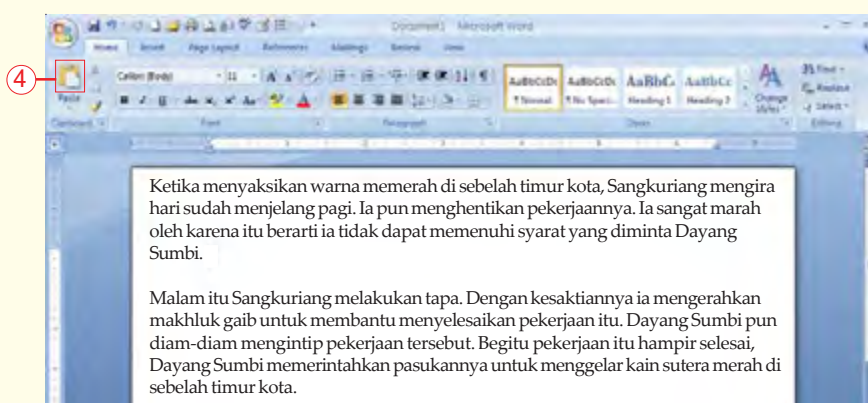 Document1 Microsoft Word
Home Insert Page Layout References Mailings Review View
4
Paste
Calibri (Body) 11
AaBbCcDc AaBbCcDc AaBbC AaBbCc
¶ Normal ¶ No Spaci... Heading 1 Heading 2 Change Styles
Find
Replace
Select
Clipboard Font Paragraph Editing
Ketika menyaksikan warna memerah di sebelah timur kota, Sangkuriang mengira
hari sudah menjelang pagi. Ia pun menghentikan pekerjaannya. Ia sangat marah
oleh karena itu berarti ia tidak dapat memenuhi syarat yang diminta Dayang
Sumbi.
Malam itu Sangkuriang melakukan tapa. Dengan kesaktiannya ia mengerahkan
makhluk gaib untuk membantu menyelesaikan pekerjaan itu. Dayang Sumbi pun
diam-diam mengintip pekerjaan tersebut. Begitu pekerjaan itu hampir selesai,
Dayang Sumbi memerintahkan pasukannya untuk menggelar kain sutera merah di
sebelah timur kota.